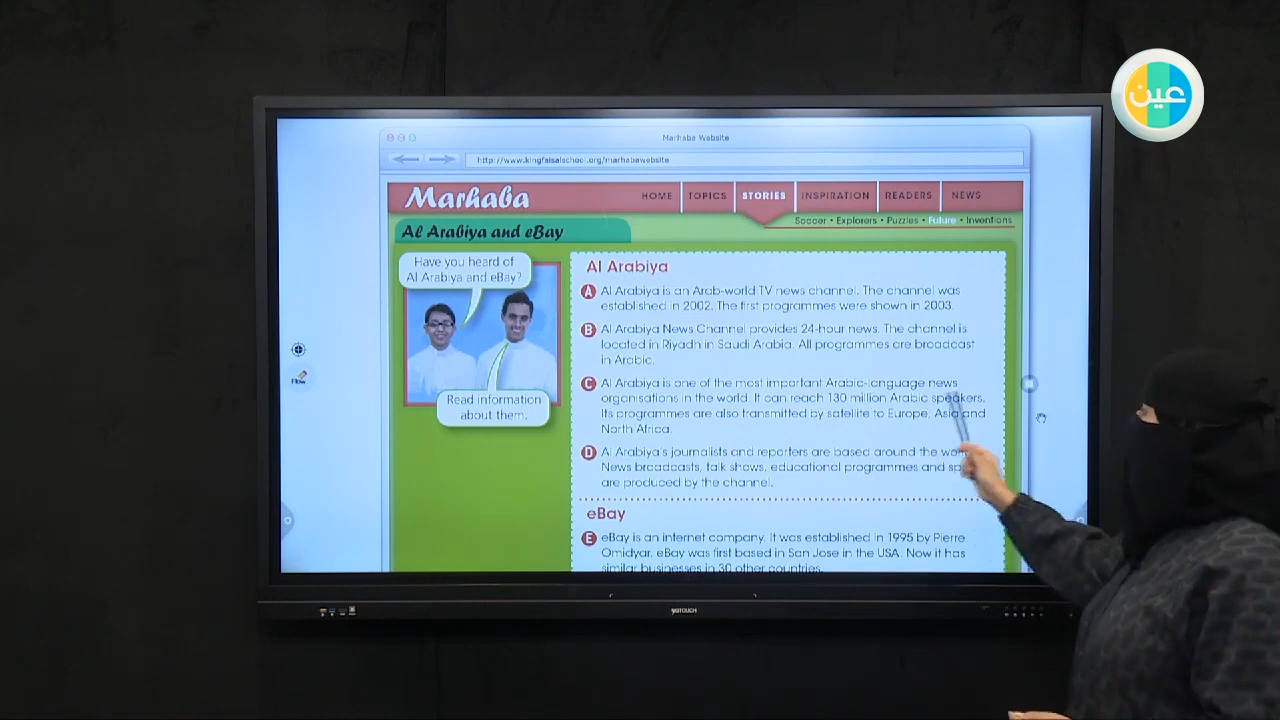 عين
Marhaba Website
http://www.kingfaisalschool.org/marhabawebsite
Marhaba
HOME TOPICS STORIES INSPIRATION READERS NEWS
Soccer • Explorers • Puzzles • Future • Inventions
Al Arabiya and eBay
Have you heard of
Al Arabiya and eBay?
Read information
about them.
Al Arabiya
A Al Arabiya is an Arab-world TV news channel. The channel was
established in 2002. The first programmes were shown in 2003.
B Al Arabiya News Channel provides 24-hour news. The channel is
located in Riyadh in Saudi Arabia. All programmes are broadcast
in Arabic.
C Al Arabiya is one of the most important Arabic-language news
organisations in the world. It can reach 130 million Arabic speakers.
Its programmes are also transmitted by satellite to Europe, Asia and
North Africa.
D Al Arabiya's journalists and reporters are based around the
News broadcasts, talk shows, educational programmes and
are produced by the channel.
eBay
E eBay is an internet company. It was established in 1995 by Pierre
Omidyar. eBay was first based in San Jose in the USA. Now it has
similar businesses in 30 other countries.
Flow